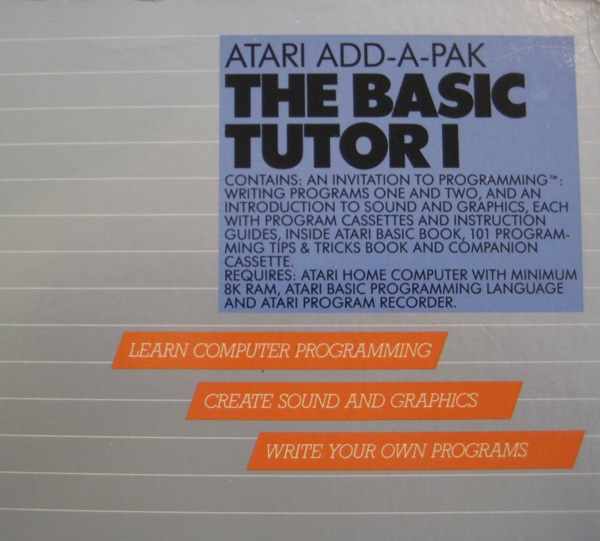 ATARI ADD-A-PAK
THE BASIC
TUTOR I
CONTAINS: AN INVITATION TO PROGRAMMING™:
WRITING PROGRAMS ONE AND TWO, AND AN
INTRODUCTION TO SOUND AND GRAPHICS, EACH
WITH PROGRAM CASSETTES AND INSTRUCTION
GUIDES, INSIDE ATARI BASIC BOOK, 101 PROGRAM-
MING TIPS & TRICKS BOOK AND COMPANION
CASSETTE.
REQUIRES: ATARI HOME COMPUTER WITH MINIMUM
8K RAM, ATARI BASIC PROGRAMMING LANGUAGE
AND ATARI PROGRAM RECORDER.
LEARN COMPUTER PROGRAMMING
CREATE SOUND AND GRAPHICS
WRITE YOUR OWN PROGRAMS